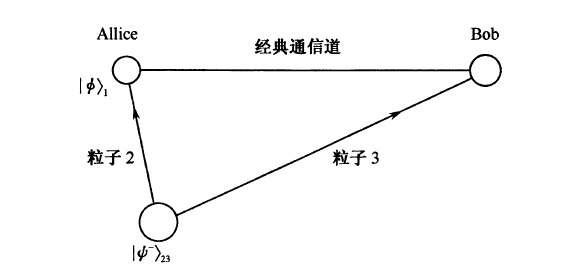 Allice
经典通信道
Bob
|ϕ⟩₁
粒子 2
粒子 3
|ψ⁻⟩₂₃